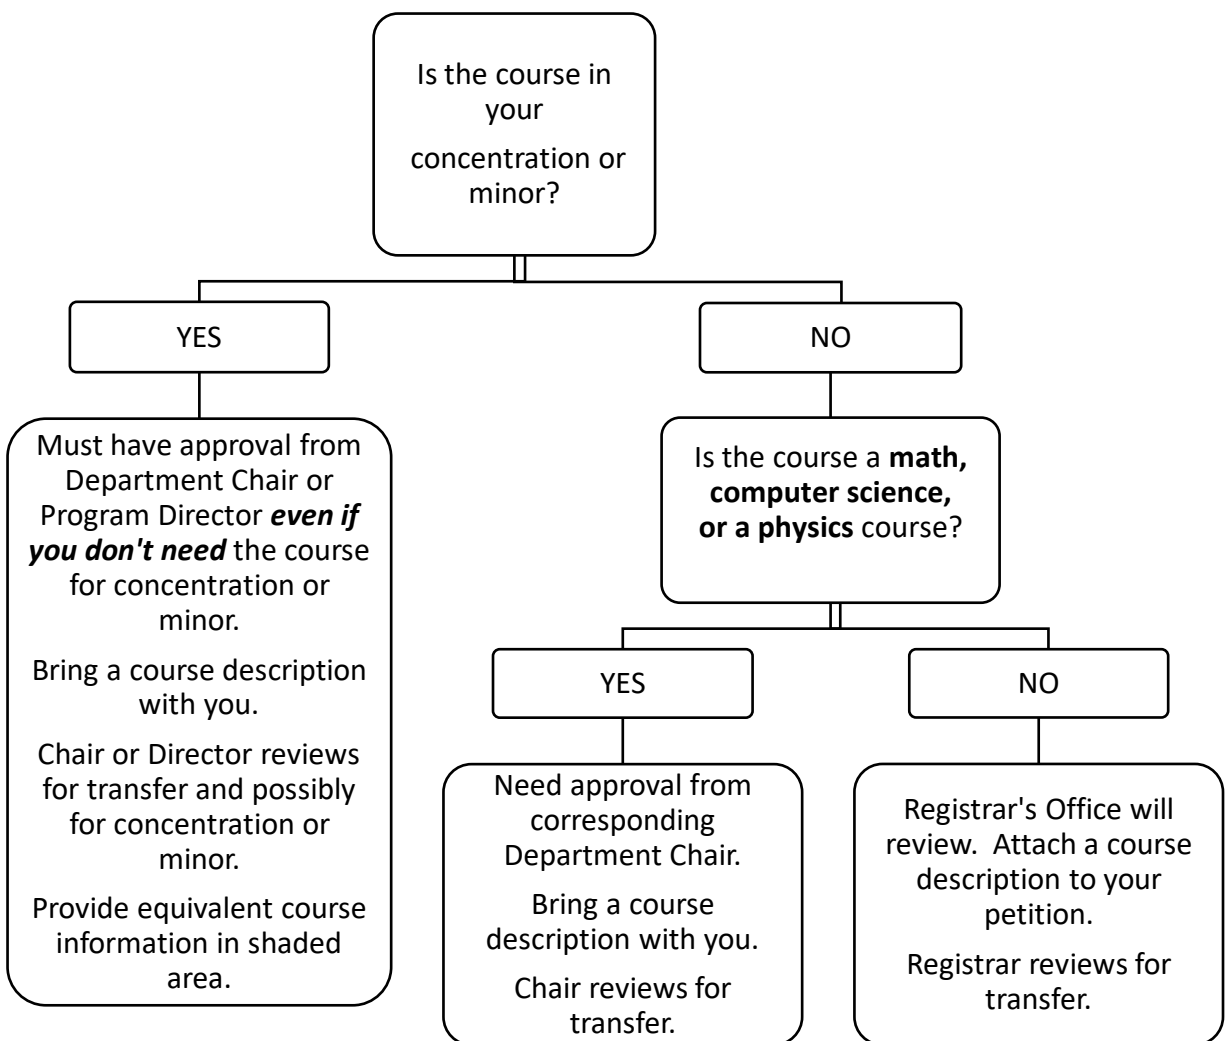 Is the course in
your
concentration or
minor?
YES
NO
Must have approval from
Department Chair or
Program Director even if
you don't need the course
for concentration or
minor.
Bring a course description
with you.
Chair or Director reviews
for transfer and possibly
for concentration or
minor.
Provide equivalent course
information in shaded
area.
Is the course a math,
computer science,
or a physics course?
YES
NO
Need approval from
corresponding
Department Chair.
Bring a course
description with you.
Chair reviews for
transfer.
Registrar's Office will
review.  Attach a course
description to your
petition.
Registrar reviews for
transfer.